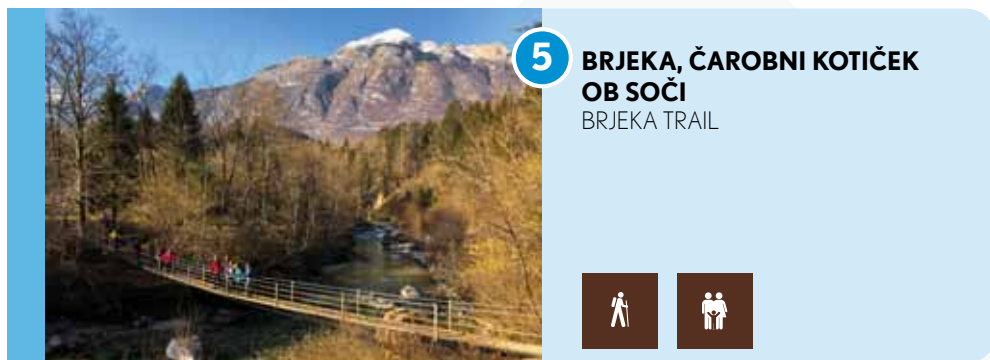 5
BRJEKA, ČAROBNI KOTIČEK
OB SOČI
BRJEKA TRAIL